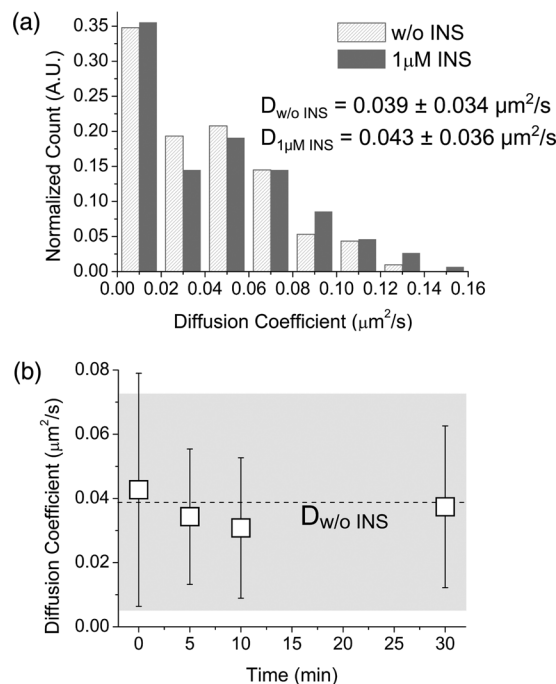 (a)
w/o INS
1μM INS
D w/o INS = 0.039 ± 0.034 μm²/s
D 1μM INS = 0.043 ± 0.036 μm²/s
Normalized Count (A.U.)
0.35
0.30
0.25
0.20
0.15
0.10
0.05
0.00
0.00 0.02 0.04 0.06 0.08 0.10 0.12 0.14 0.16
Diffusion Coefficient (μm²/s)
(b)
Diffusion Coefficient (μm²/s)
0.08
0.06
0.04
0.02
0.00
D w/o INS
0 5 10 15 20 25 30
Time (min)